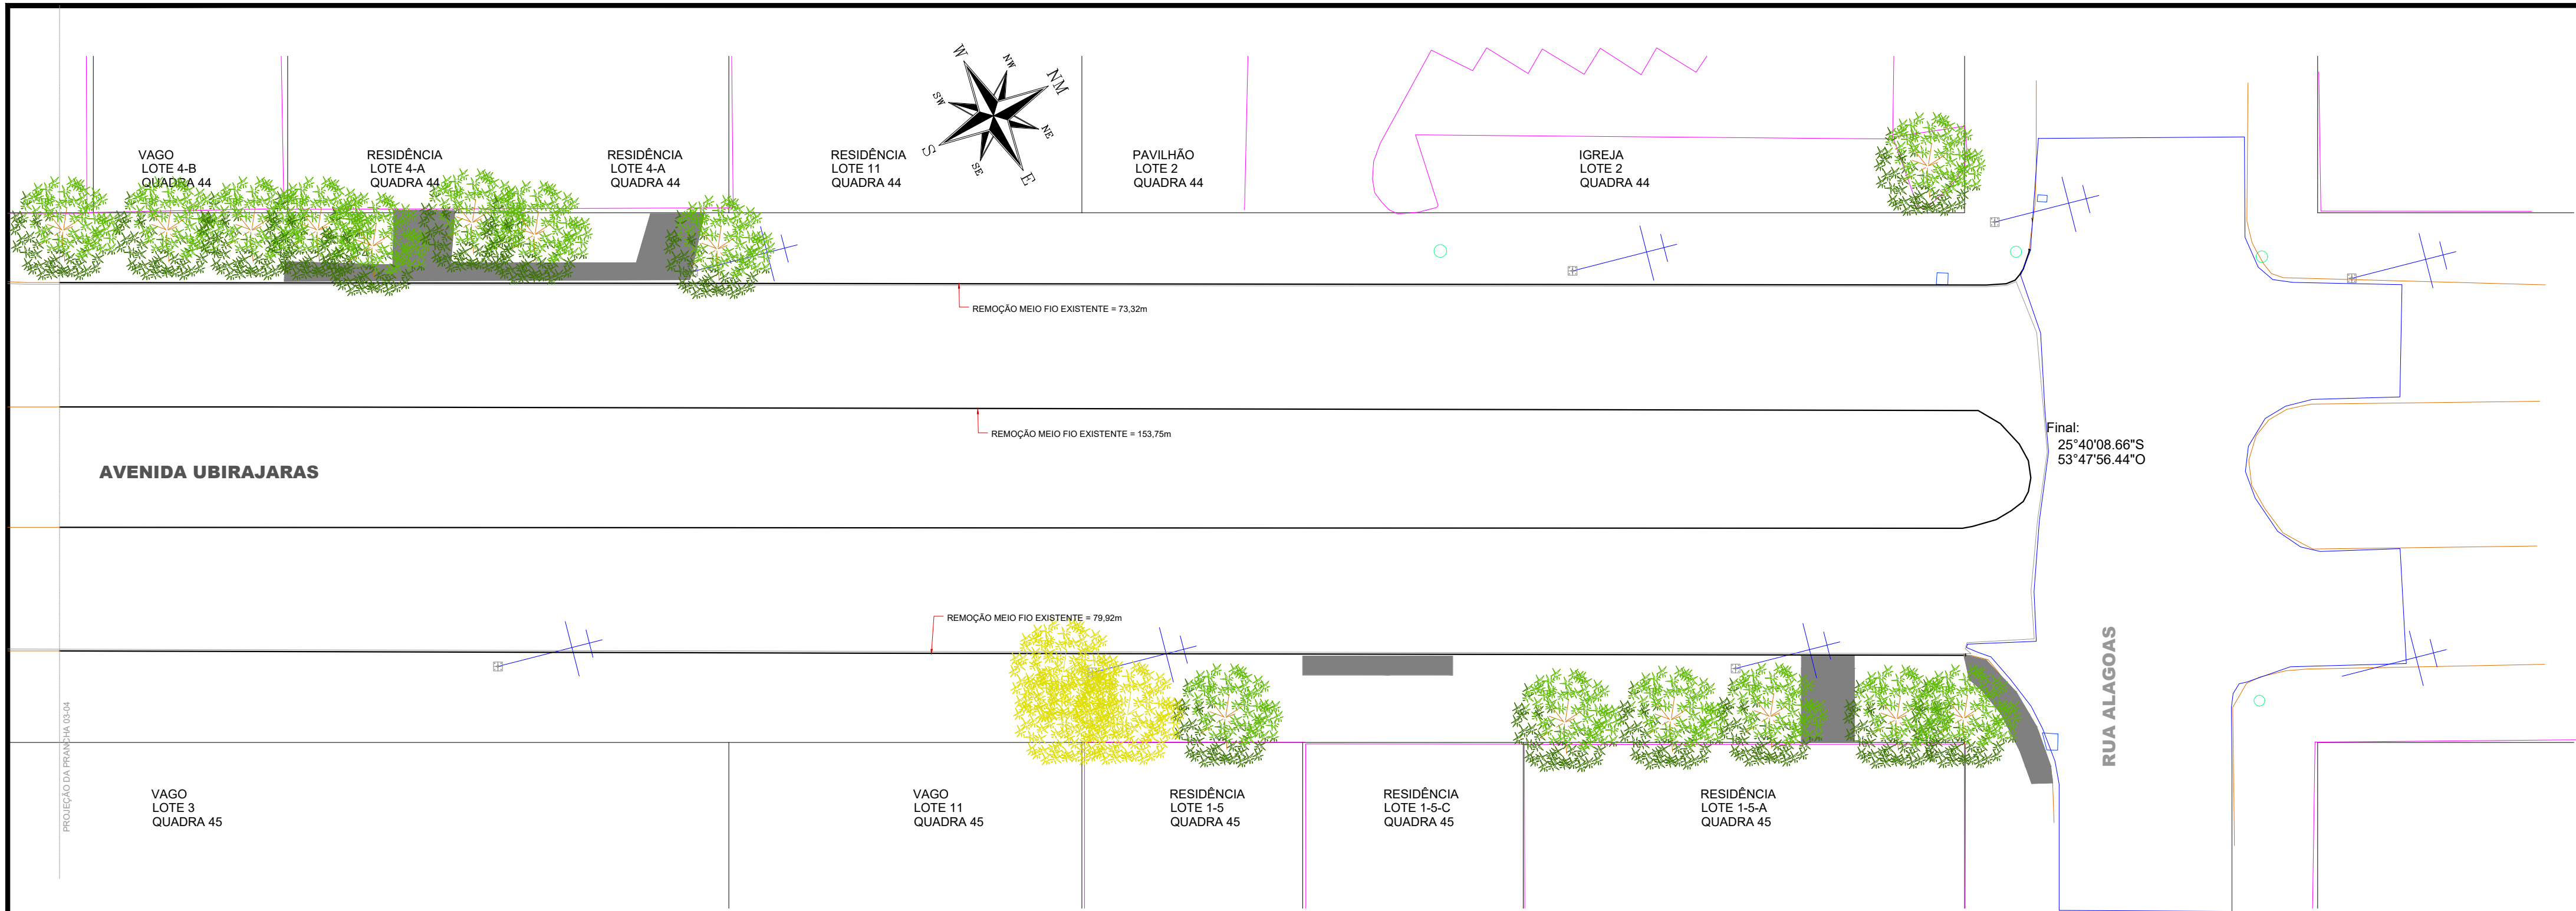 W
NW
NM
SW
NE
S
SE
E
VAGO
LOTE 4-B
QUADRA 44
RESIDÊNCIA
LOTE 4-A
QUADRA 44
RESIDÊNCIA
LOTE 4-A
QUADRA 44
RESIDÊNCIA
LOTE 11
QUADRA 44
PAVILHÃO
LOTE 2
QUADRA 44
IGREJA
LOTE 2
QUADRA 44
REMOÇÃO MEIO FIO EXISTENTE = 73,32m
REMOÇÃO MEIO FIO EXISTENTE = 153,75m
Final:
25°40'08.66"S
53°47'56.44"O
AVENIDA UBIRAJARAS
REMOÇÃO MEIO FIO EXISTENTE = 79,92m
RUA ALAGOAS
PROJEÇÃO DA PRANCHA 03-04
VAGO
LOTE 3
QUADRA 45
VAGO
LOTE 11
QUADRA 45
RESIDÊNCIA
LOTE 1-5
QUADRA 45
RESIDÊNCIA
LOTE 1-5-C
QUADRA 45
RESIDÊNCIA
LOTE 1-5-A
QUADRA 45